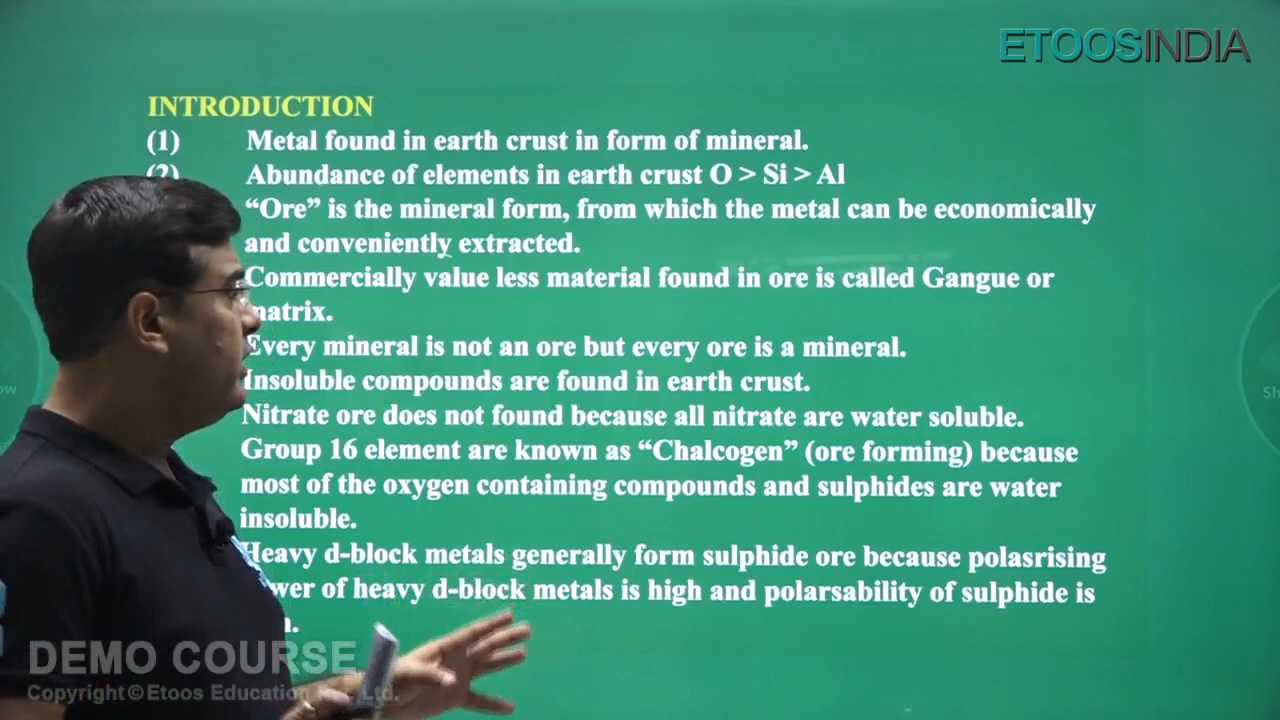 ETOOSINDIA
INTRODUCTION
(1) Metal found in earth crust in form of mineral.
(2) Abundance of elements in earth crust O > Si > Al
“Ore” is the mineral form, from which the metal can be economically
and conveniently extracted.
Commercially value less material found in ore is called Gangue or
matrix.
Every mineral is not an ore but every ore is a mineral.
Insoluble compounds are found in earth crust.
Nitrate ore does not found because all nitrate are water soluble.
Group 16 element are known as “Chalcogen” (ore forming) because
most of the oxygen containing compounds and sulphides are water
insoluble.
Heavy d-block metals generally form sulphide ore because polasrising
of heavy d-block metals is high and polarsability of sulphide is
DEMO COURSE
Copyright © Etoos Education Ltd.